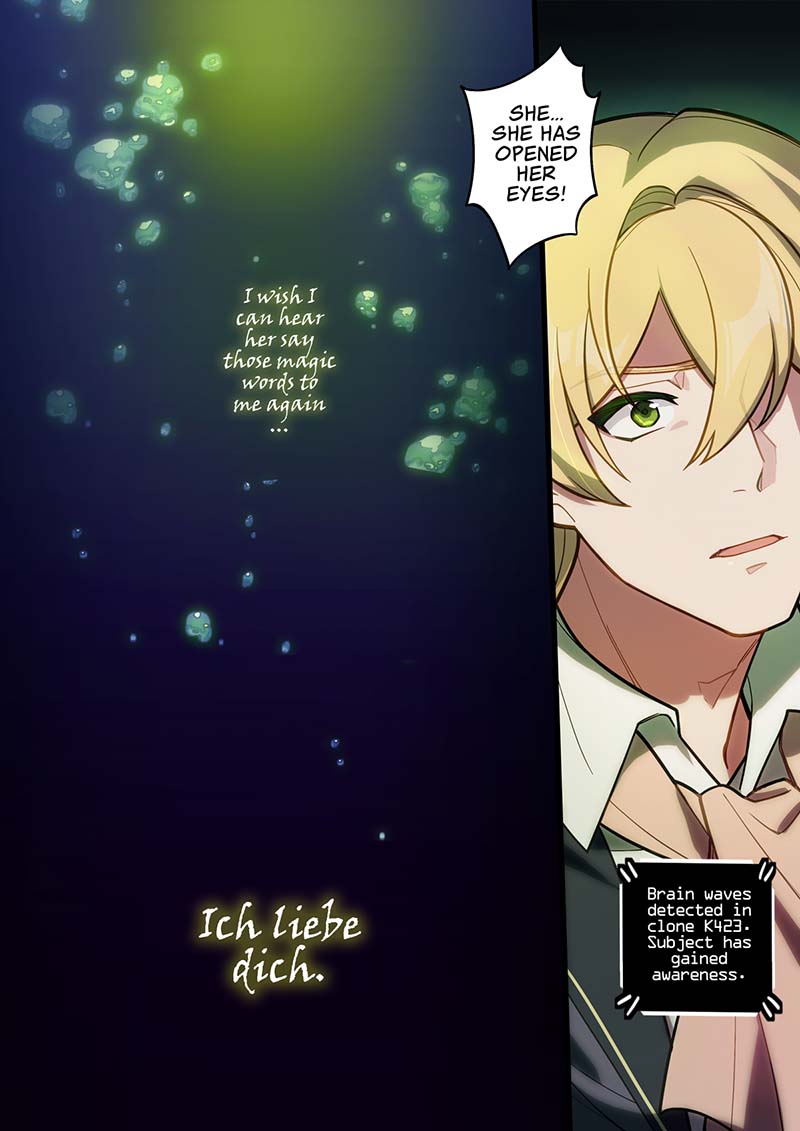 SHE...
SHE HAS
OPENED
HER
EYES!
I wish I
can hear
her say
those magic
words to
me again
...
Ich liebe
dich.
Brain waves
detected in
clone K423.
Subject has
gained
awareness.